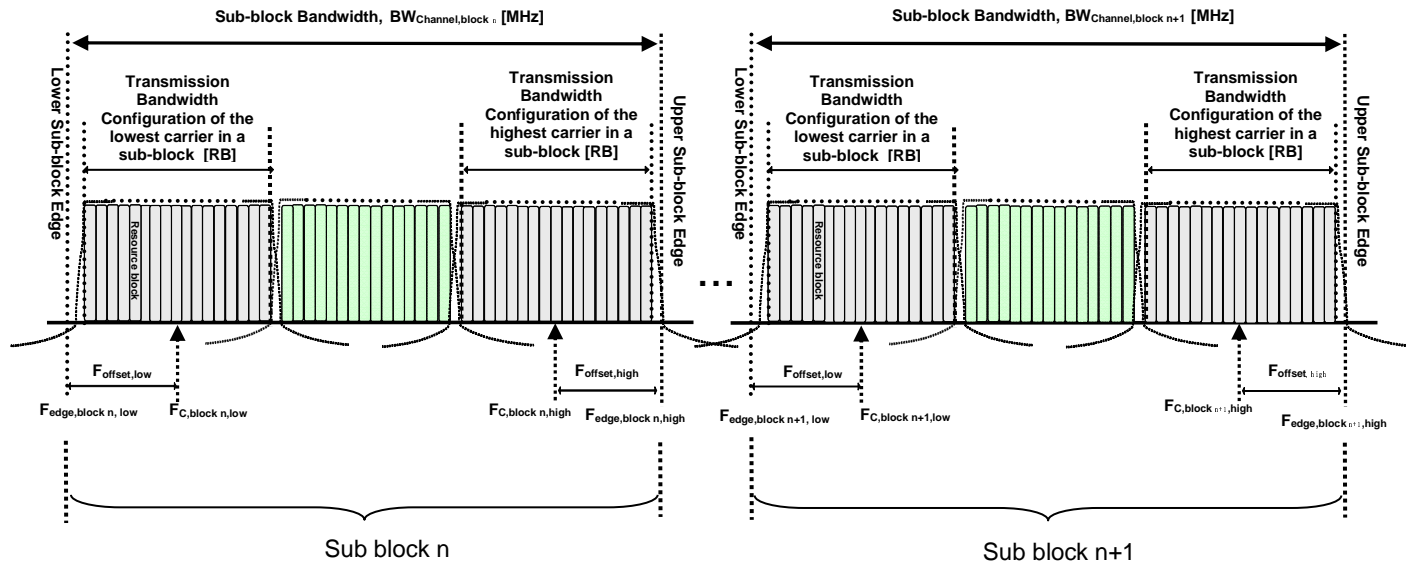 Sub-block Bandwidth, BWChannel,block n [MHz]
Sub-block Bandwidth, BWChannel,block n+1 [MHz]
Lower Sub-block Edge
Transmission
Bandwidth
Configuration of the
lowest carrier in a
sub-block [RB]
Transmission
Bandwidth
Configuration of the
highest carrier in a
sub-block [RB]
Upper Sub-block Edge
Lower Sub-block Edge
Transmission
Bandwidth
Configuration of the
lowest carrier in a
sub-block [RB]
Transmission
Bandwidth
Configuration of the
highest carrier in a
sub-block [RB]
Upper Sub-block Edge
Resource block
...
Resource block
Foffset,low
Foffset,high
Foffset,low
Foffset,high
Fedge,block n, low
FC,block n,low
FC,block n,high
Fedge,block n,high
Fedge,block n+1, low
FC,block n+1,low
FC,block n+1,high
Fedge,block n+1,high
Sub block n
Sub block n+1